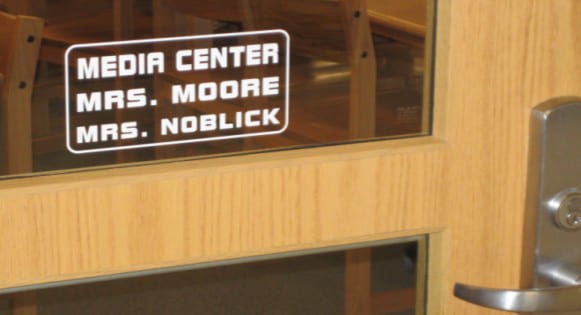 MEDIA CENTER
MRS. MOORE
MRS. NOBLICK